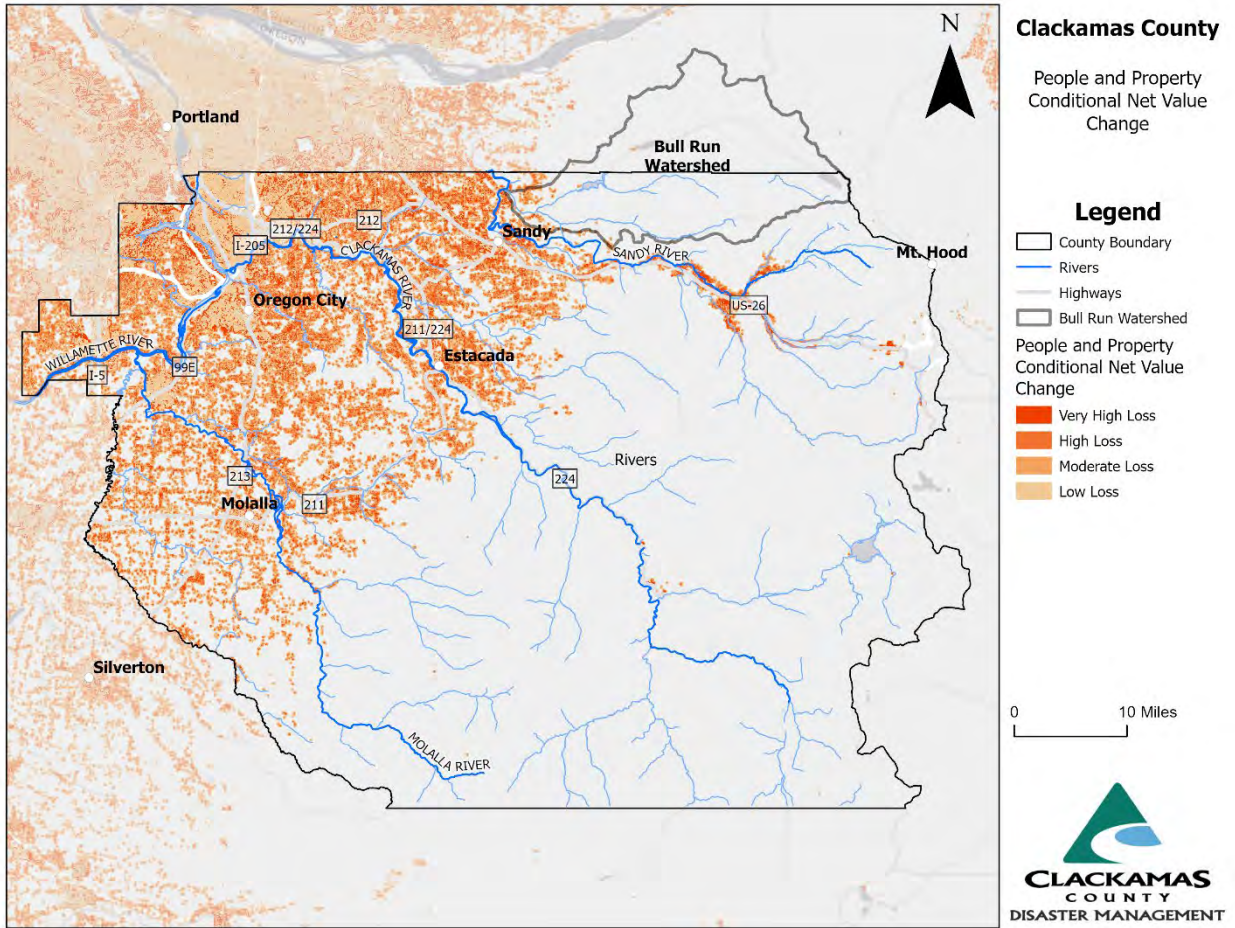 OREGON
N
Portland
Bull Run
Watershed
212
212/224
I-205
CLACKAMAS RIVER
Sandy
SANDY RIVER
Mt. Hood
Oregon City
US-26
211/224
Estacada
WILLAMETTE RIVER
99E
I-5
Rivers
224
213
Molalla
211
Silverton
MOLALLA RIVER
Clackamas County
People and Property
Conditional Net Value
Change
Legend
County Boundary
Rivers
Highways
Bull Run Watershed
People and Property
Conditional Net Value
Change
Very High Loss
High Loss
Moderate Loss
Low Loss
0 10 Miles
CLACKAMAS
COUNTY
DISASTER MANAGEMENT